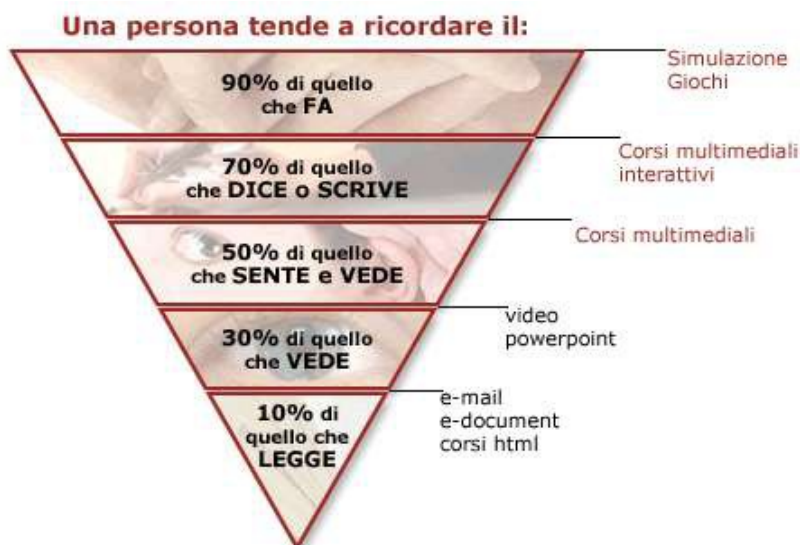 Una persona tende a ricordare il:
90% di quello
che FA
Simulazione
Giochi
70% di quello
che DICE o SCRIVE
Corsi multimediali
interattivi
50% di quello
che SENTE e VEDE
Corsi multimediali
30% di quello
che VEDE
video
powerpoint
10% di
quello che
LEGGE
e-mail
e-document
corsi html